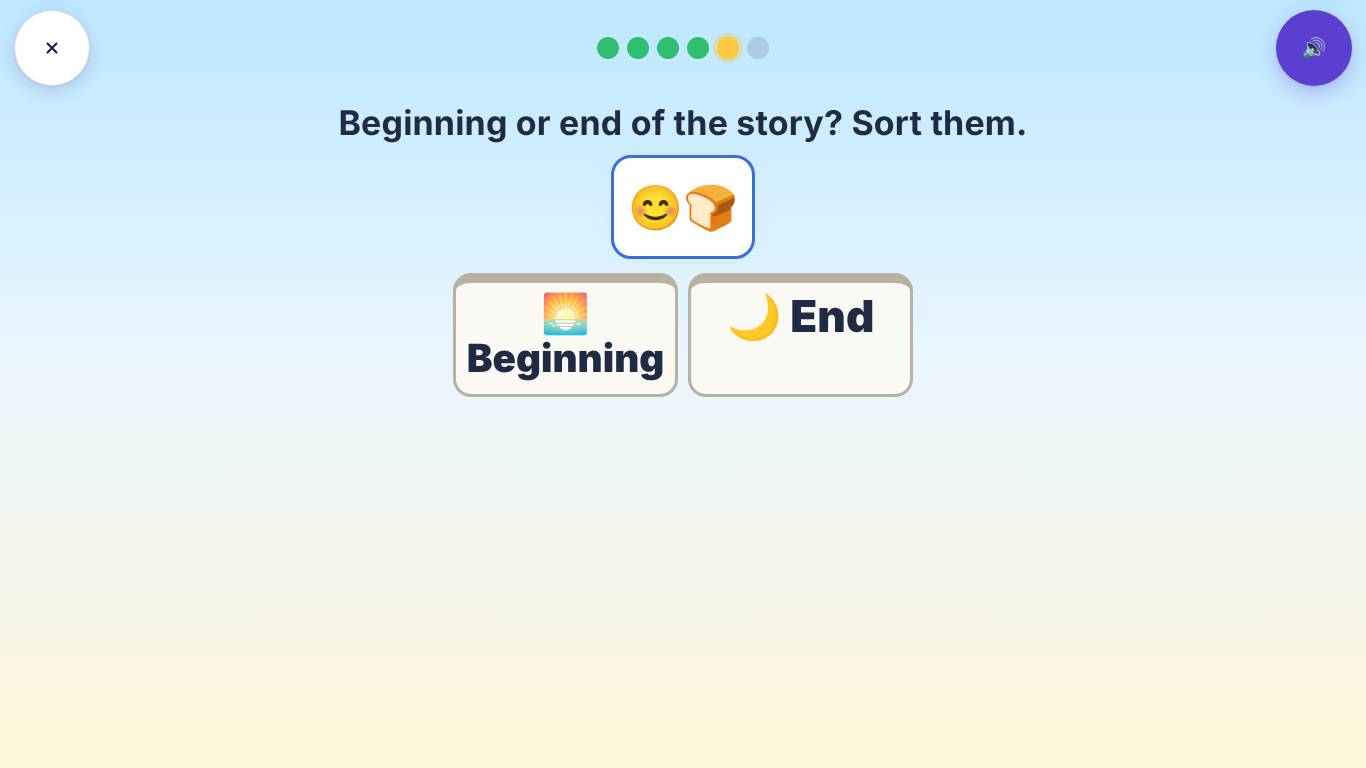 Beginning or end of the story? Sort them.
Beginning
End